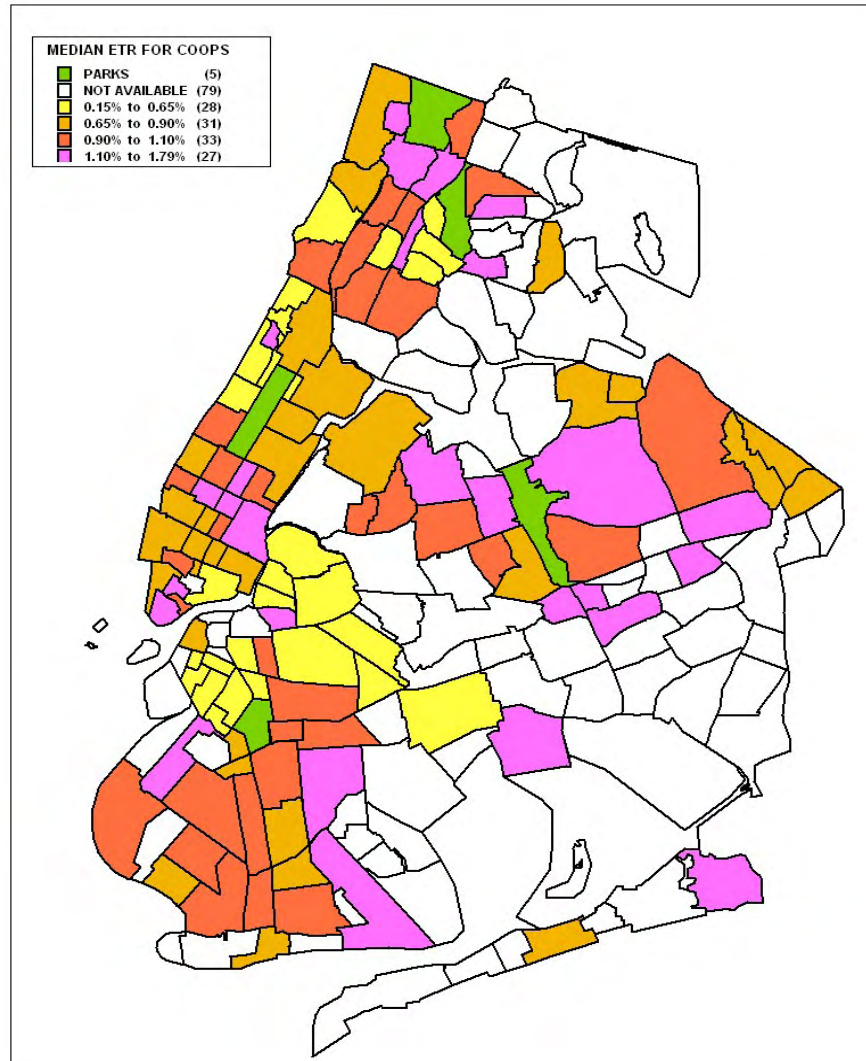 MEDIAN ETR FOR COOPS
PARKS (5)
NOT AVAILABLE (79)
0.15% to 0.65% (28)
0.65% to 0.90% (31)
0.90% to 1.10% (33)
1.10% to 1.79% (27)